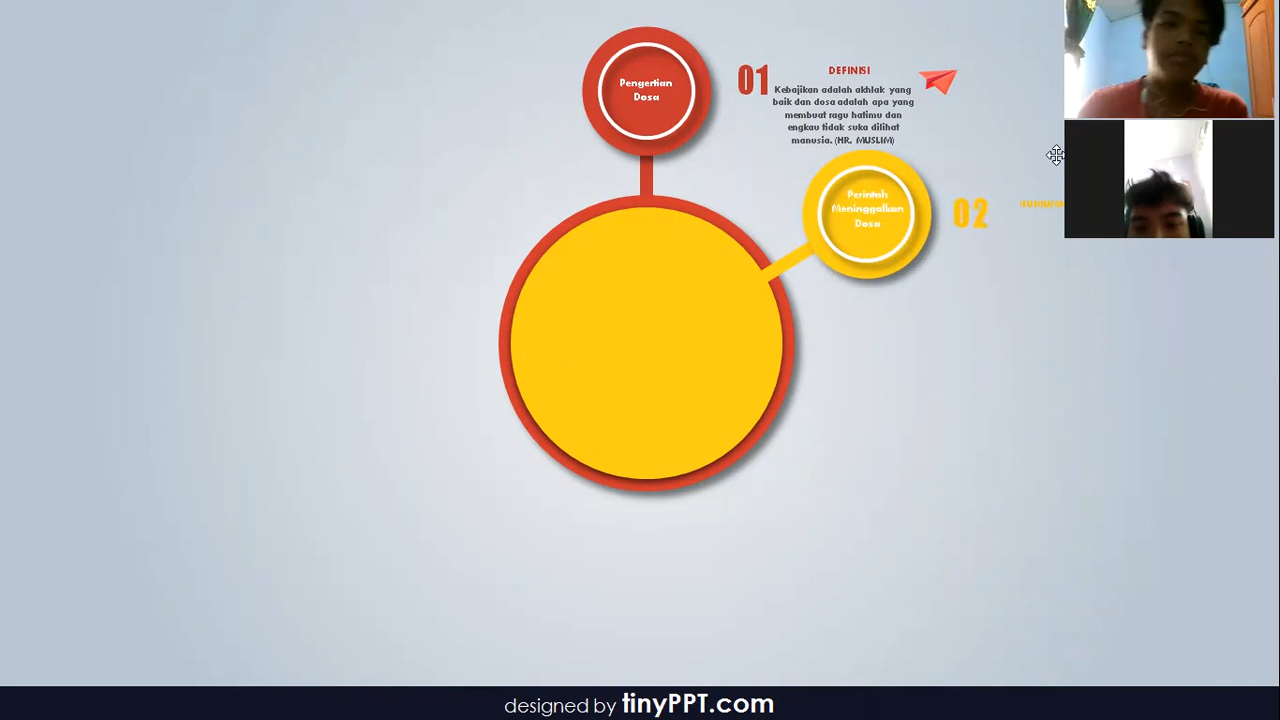 Pengertian
Dosa
01
DEFINISI
Kebajikan adalah akhlak yang
baik dan dosa adalah apa yang
membuat ragu hatimu dan
engkau tidak suka dilihat
manusia. (HR. MUSLIM)
Perintah
Meninggalkan
Dosa
02
designed by tinyPPT.com